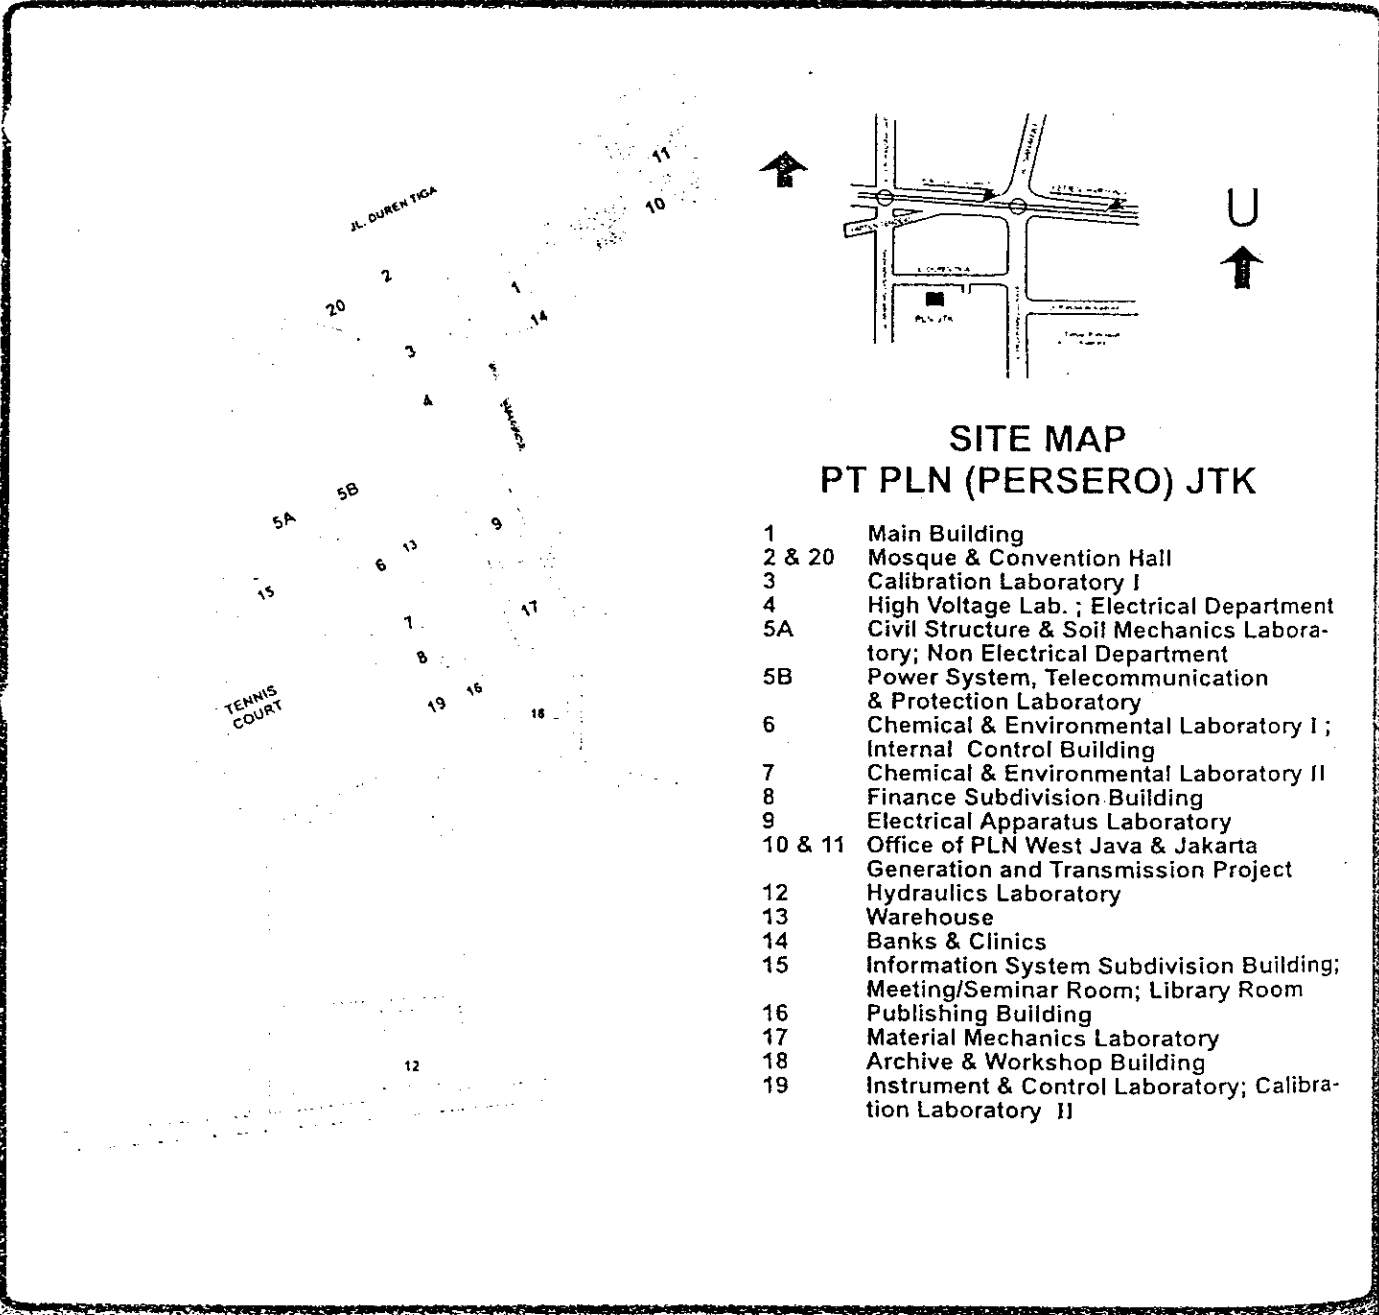 11
10
JL. DUREN TIGA
2
20
1
14
3
4
5B
5A
9
13
6
15
17
7
8
16
19
18
TENNIS
COURT
12
U
PLN JTK
SITE MAP
PT PLN (PERSERO) JTK
1 Main Building
2 & 20 Mosque & Convention Hall
3 Calibration Laboratory I
4 High Voltage Lab. ; Electrical Department
5A Civil Structure & Soil Mechanics Labora-
tory; Non Electrical Department
5B Power System, Telecommunication
& Protection Laboratory
6 Chemical & Environmental Laboratory I ;
Internal Control Building
7 Chemical & Environmental Laboratory II
8 Finance Subdivision Building
9 Electrical Apparatus Laboratory
10 & 11 Office of PLN West Java & Jakarta
Generation and Transmission Project
12 Hydraulics Laboratory
13 Warehouse
14 Banks & Clinics
15 Information System Subdivision Building;
Meeting/Seminar Room; Library Room
16 Publishing Building
17 Material Mechanics Laboratory
18 Archive & Workshop Building
19 Instrument & Control Laboratory; Calibra-
tion Laboratory II